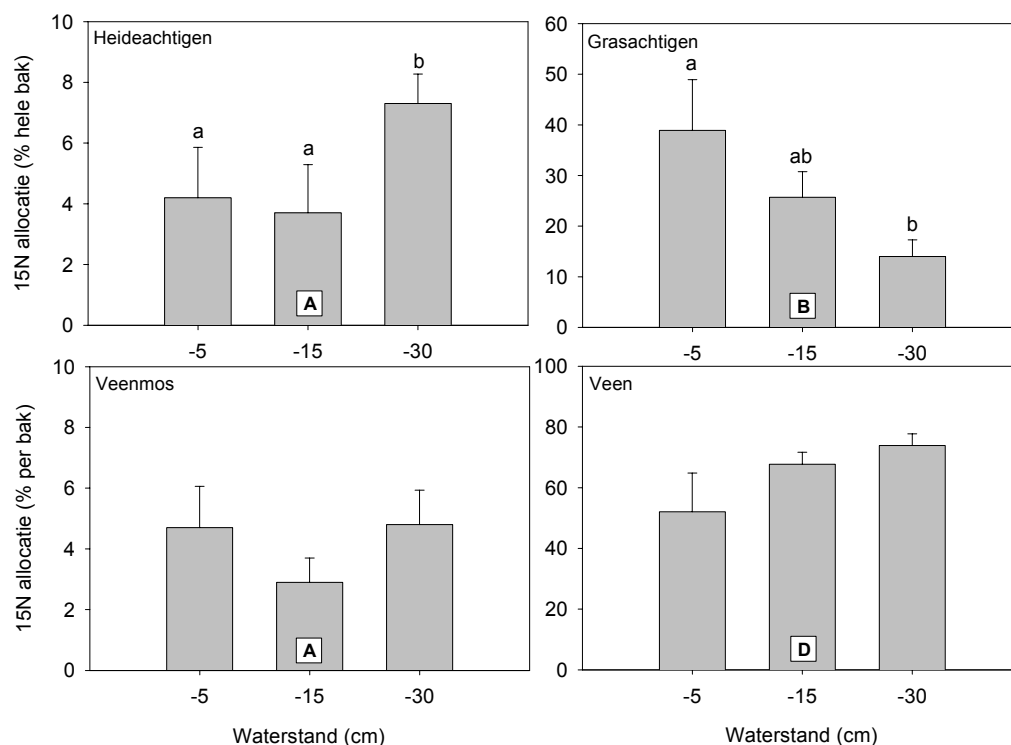 Heideachtigen
Grasachtigen
15N allocatie (% hele bak)
10
8
6
4
2
0
a
a
b
A
-5
-15
-30
60
50
40
30
20
10
0
a
ab
b
B
-5
-15
-30
Veenmos
Veen
15N allocatie (% per bak)
10
8
6
4
2
0
A
-5
-15
-30
Waterstand (cm)
100
80
60
40
20
0
D
-5
-15
-30
Waterstand (cm)